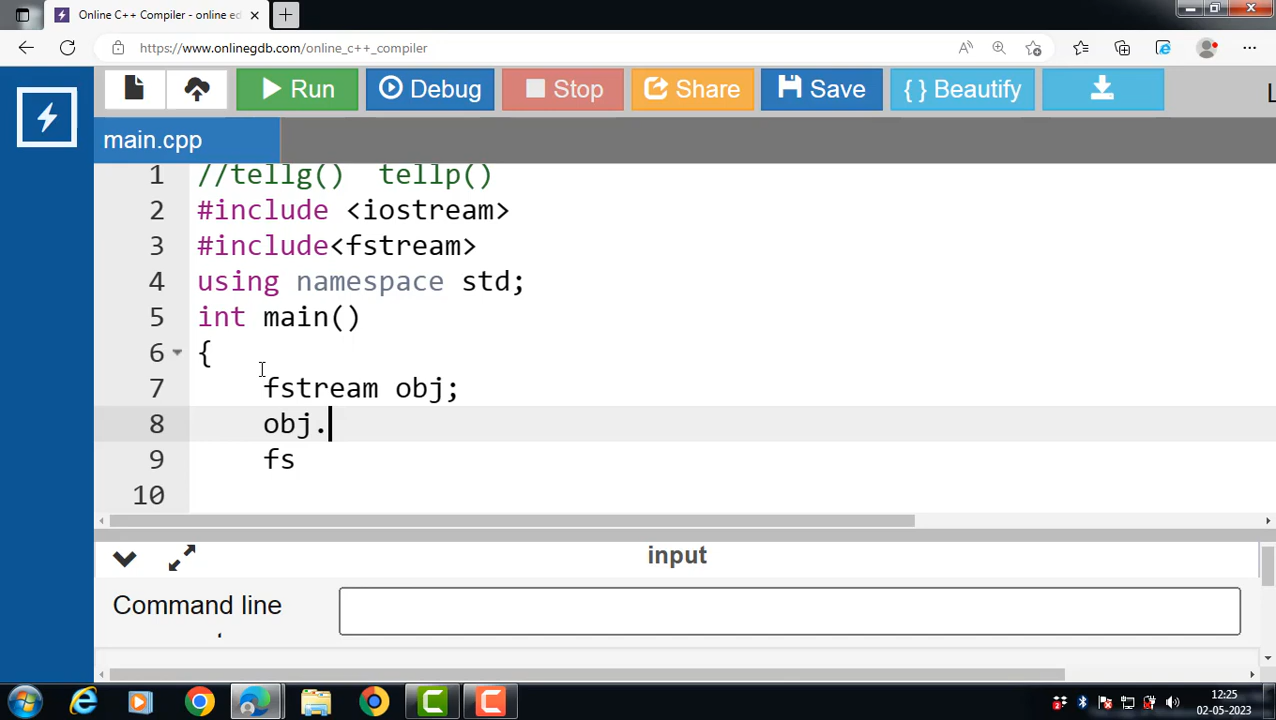 Online C++ Compiler - online ed
https://www.onlinegdb.com/online_c++_compiler
Run Debug Stop Share Save { } Beautify L
main.cpp
1 //tellg() tellp()
2 #include <iostream>
3 #include<fstream>
4 using namespace std;
5 int main()
6 {
7 fstream obj;
8 obj.
9 fs
10
input
Command line
12:25
02-05-2023